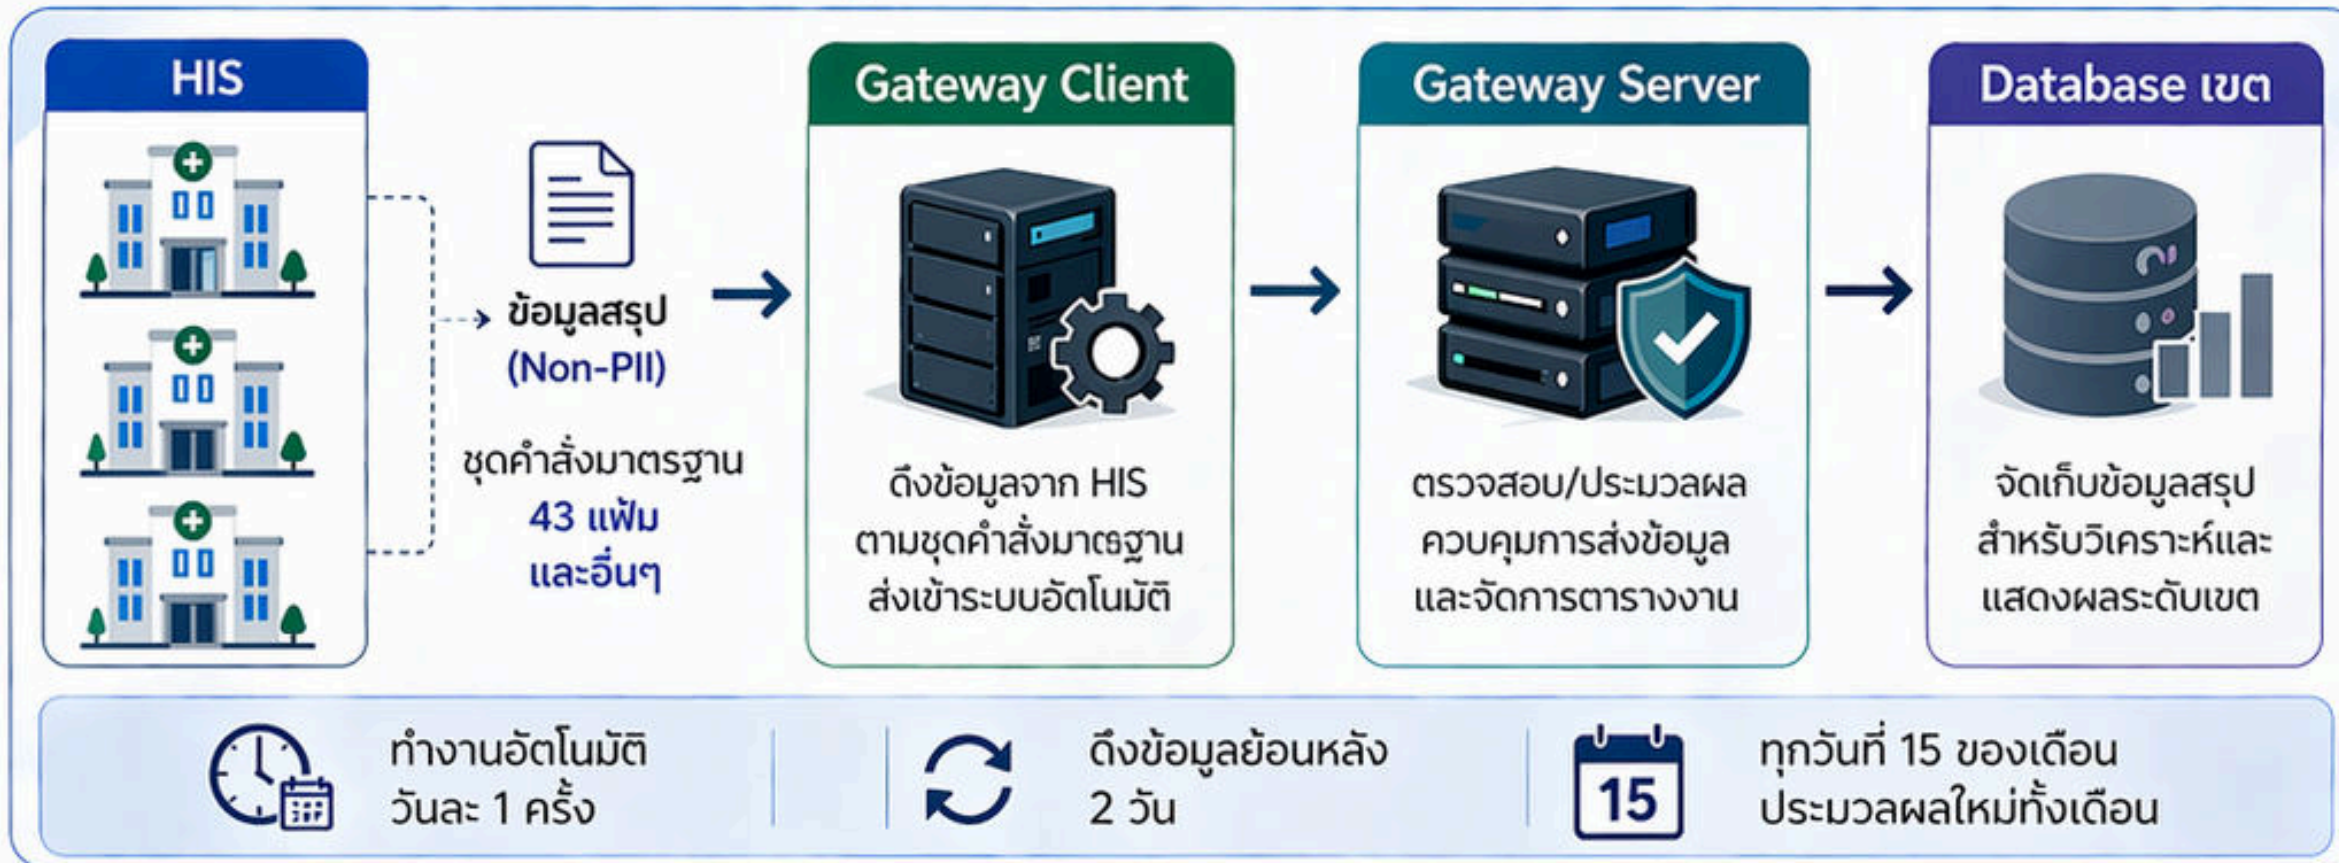 HIS
ข้อมูลสรุป
(Non-PII)
ชุดคำสั่งมาตรฐาน
43 แฟ้ม
และอื่นๆ
Gateway Client
ดึงข้อมูลจาก HIS
ตามชุดคำสั่งมาตรฐาน
ส่งเข้าระบบอัตโนมัติ
Gateway Server
ตรวจสอบ/ประมวลผล
ควบคุมการส่งข้อมูล
และจัดการตารางงาน
Database เขต
จัดเก็บข้อมูลสรุป
สำหรับวิเคราะห์และ
แสดงผลระดับเขต
ทำงานอัตโนมัติ
วันละ 1 ครั้ง
ดึงข้อมูลย้อนหลัง
2 วัน
15
ทุกวันที่ 15 ของเดือน
ประมวลผลใหม่ทั้งเดือน